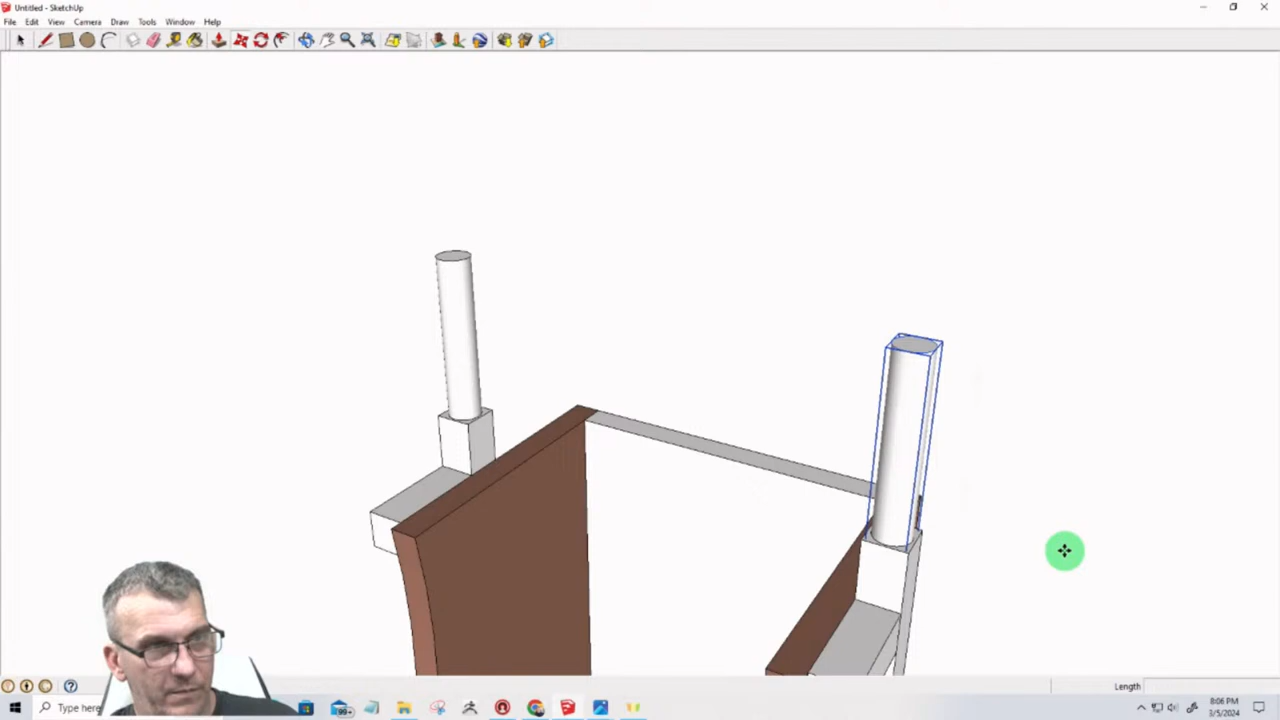 Untitled - SketchUp
File Edit View Camera Draw Tools Window Help
Length
Type here
99+
8:06 PM
3/5/2024